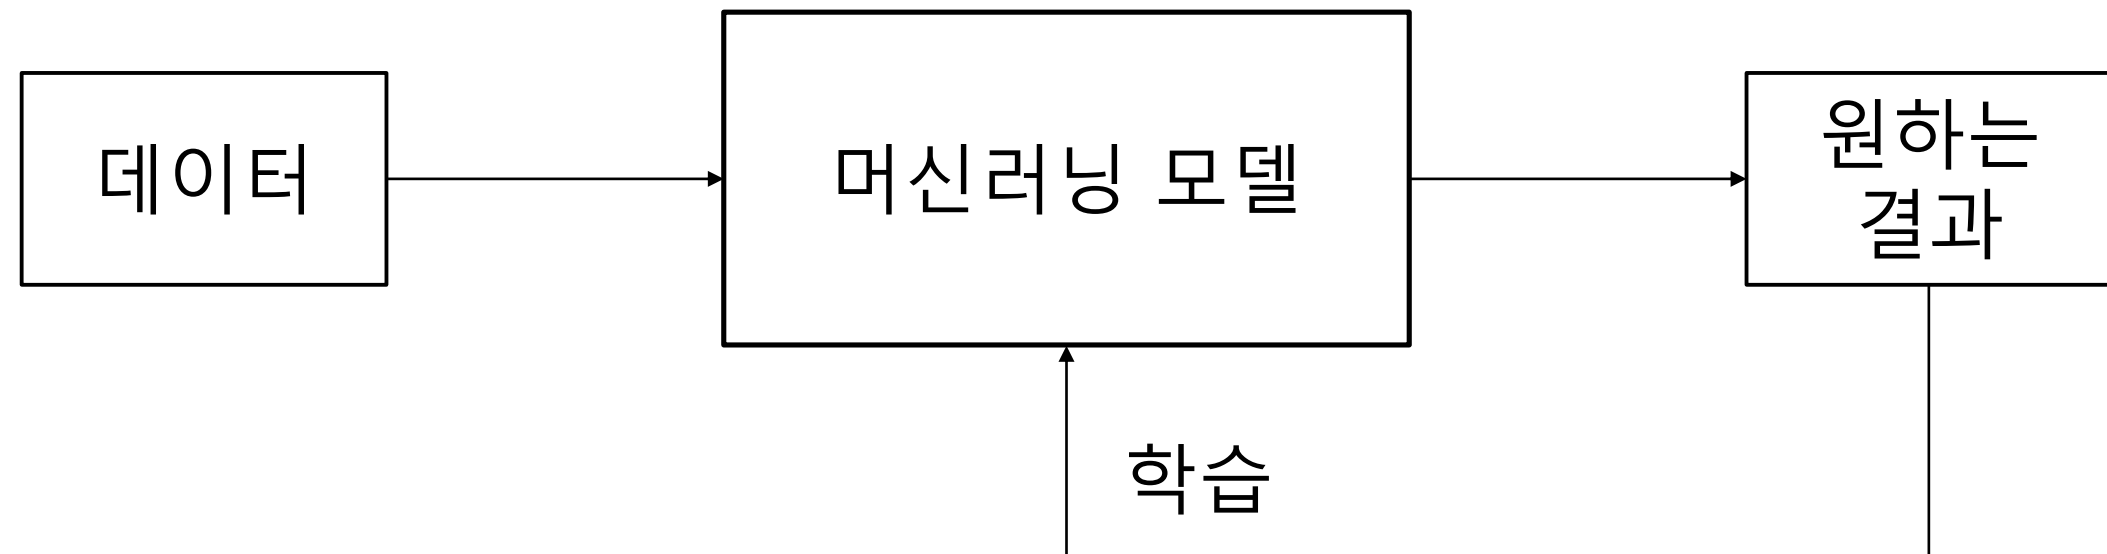 데이터
머신러닝 모델
원하는
결과
학습